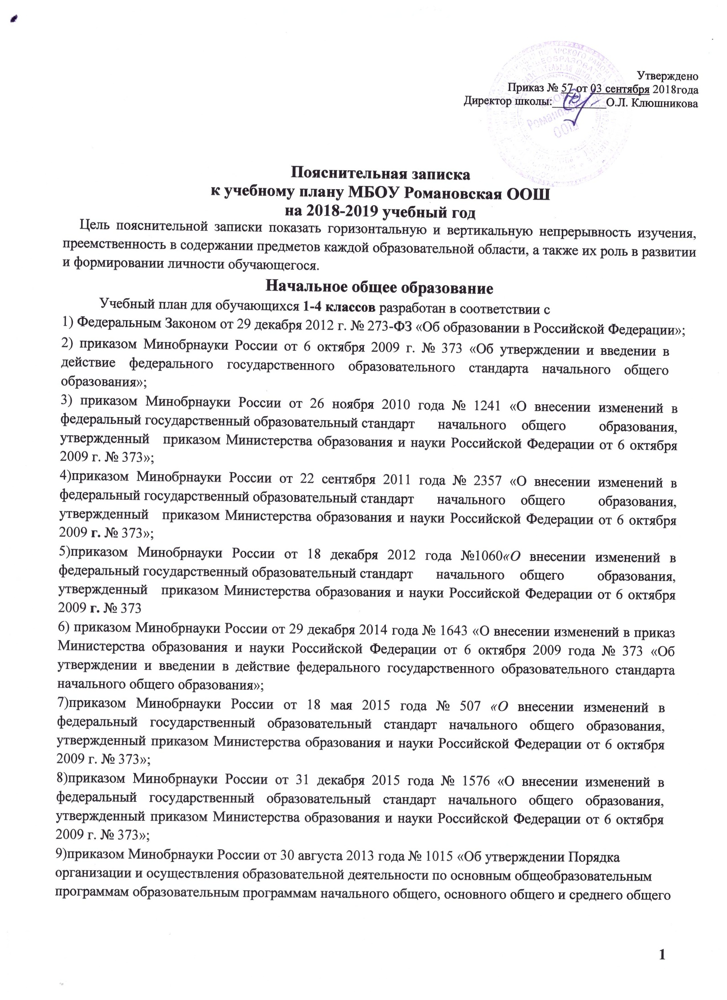 Утверждено
Приказ № 57 от 03 сентября 2018года
Директор школы:_________О.Л. Клюшникова
МБОУ
Романовская
ООШ
Пояснительная записка
к учебному плану МБОУ Романовская ООШ
на 2018-2019 учебный год
Цель пояснительной записки показать горизонтальную и вертикальную непрерывность изучения,
преемственность в содержании предметов каждой образовательной области, а также их роль в развитии
и формировании личности обучающегося.
Начальное общее образование
Учебный план для обучающихся 1-4 классов разработан в соответствии с
1) Федеральным Законом от 29 декабря 2012 г. № 273-ФЗ «Об образовании в Российской Федерации»;
2) приказом Минобрнауки России от 6 октября 2009 г. № 373 «Об утверждении и введении в
действие федерального государственного образовательного стандарта начального общего
образования»;
3) приказом Минобрнауки России от 26 ноября 2010 года № 1241 «О внесении изменений в
федеральный государственный образовательный стандарт начального общего образования,
утвержденный приказом Министерства образования и науки Российской Федерации от 6 октября
2009 г. № 373»;
4)приказом Минобрнауки России от 22 сентября 2011 года № 2357 «О внесении изменений в
федеральный государственный образовательный стандарт начального общего образования,
утвержденный приказом Министерства образования и науки Российской Федерации от 6 октября
2009 г. № 373»;
5)приказом Минобрнауки России от 18 декабря 2012 года №1060«О внесении изменений в
федеральный государственный образовательный стандарт начального общего образования,
утвержденный приказом Министерства образования и науки Российской Федерации от 6 октября
2009 г. № 373
6) приказом Минобрнауки России от 29 декабря 2014 года № 1643 «О внесении изменений в приказ
Министерства образования и науки Российской Федерации от 6 октября 2009 года № 373 «Об
утверждении и введении в действие федерального государственного образовательного стандарта
начального общего образования»;
7)приказом Минобрнауки России от 18 мая 2015 года № 507 «О внесении изменений в
федеральный государственный образовательный стандарт начального общего образования,
утвержденный приказом Министерства образования и науки Российской Федерации от 6 октября
2009 г. № 373»;
8)приказом Минобрнауки России от 31 декабря 2015 года № 1576 «О внесении изменений в
федеральный государственный образовательный стандарт начального общего образования,
утвержденный приказом Министерства образования и науки Российской Федерации от 6 октября
2009 г. № 373»;
9)приказом Минобрнауки России от 30 августа 2013 года № 1015 «Об утверждении Порядка
организации и осуществления образовательной деятельности по основным общеобразовательным
программам образовательным программам начального общего, основного общего и среднего общего
1